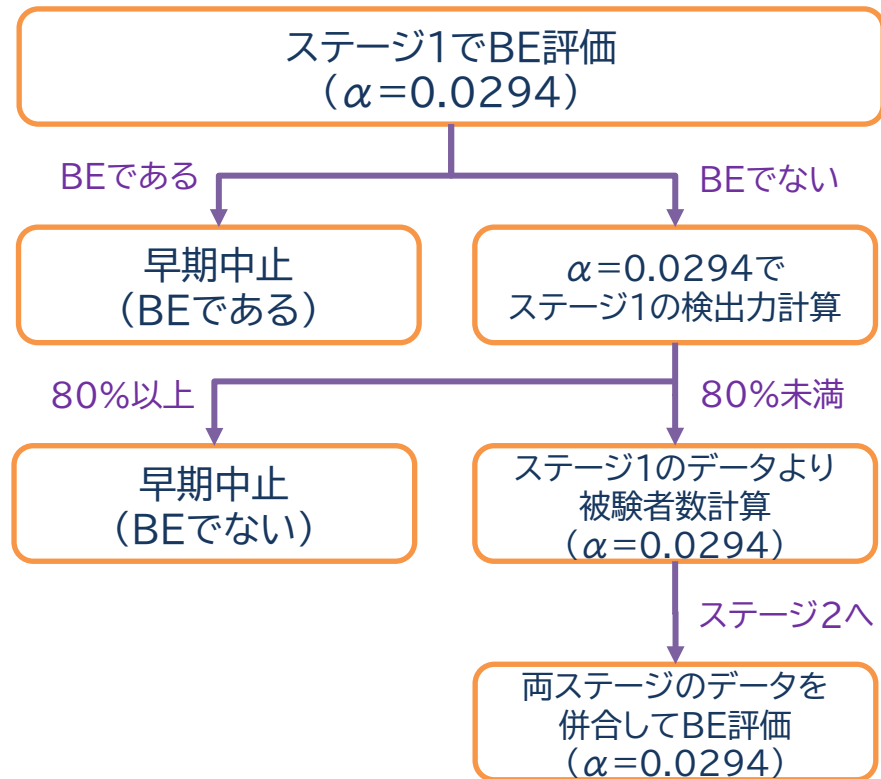 ステージ1でBE評価
(α=0.0294)
BEである
BEでない
早期中止
(BEである)
α=0.0294で
ステージ1の検出力計算
80%以上
80%未満
早期中止
(BEでない)
ステージ1のデータより
被験者数計算
(α=0.0294)
ステージ2へ
両ステージのデータを
併合してBE評価
(α=0.0294)